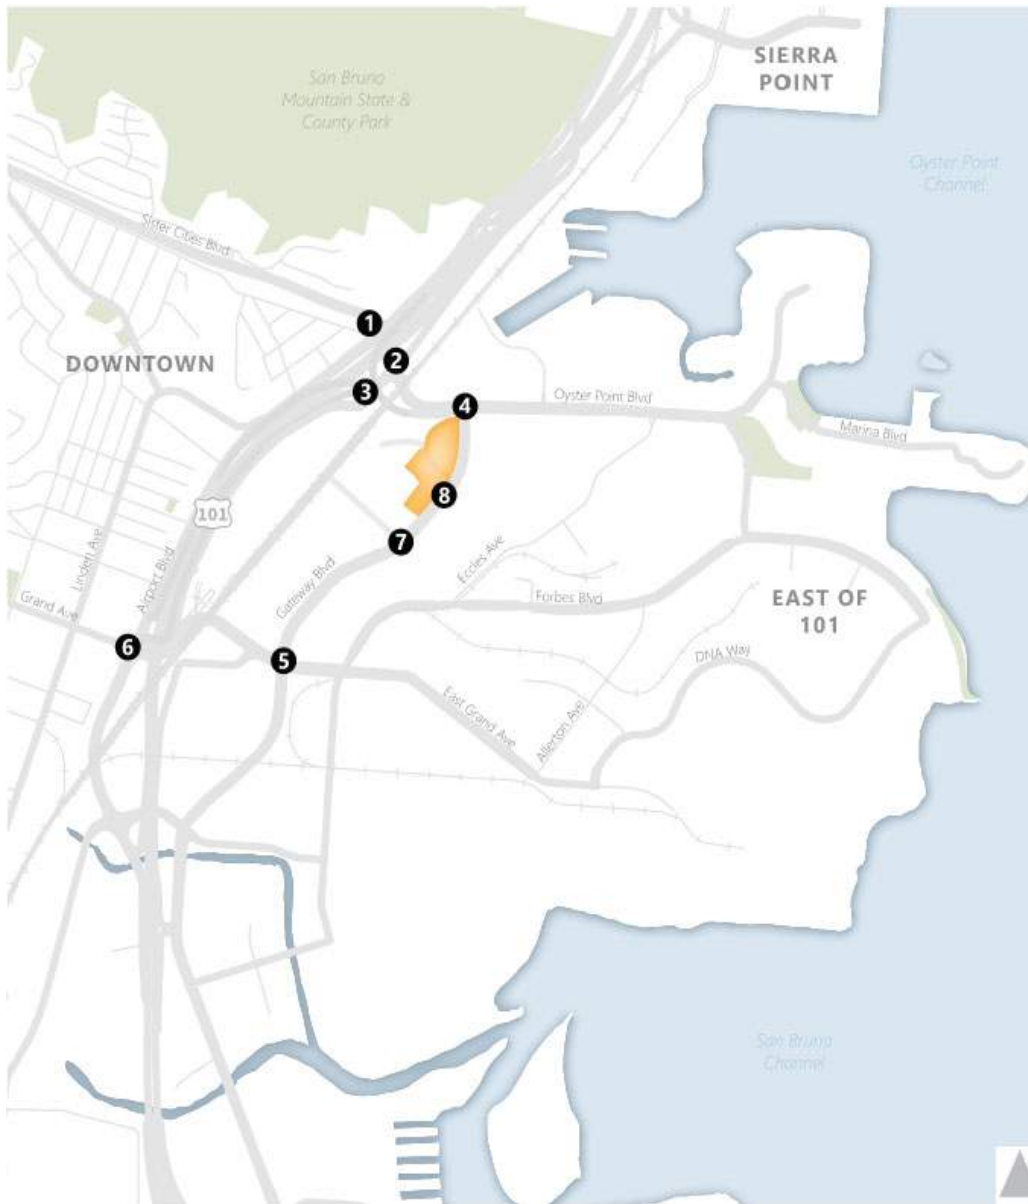 SIERRA
POINT
San Bruno
Mountain State &
County Park
Oyster Point
Channel
Sister Cities Blvd
1
2
DOWNTOWN
3
4
Oyster Point Blvd
Marina Blvd
8
101
7
Linden Ave
Airport Blvd
Eccles Ave
Gateway Blvd
Forbes Blvd
EAST OF
101
Grand Ave
6
5
DNA Way
East Grand Ave
Allerton Ave
San Bruno
Channel